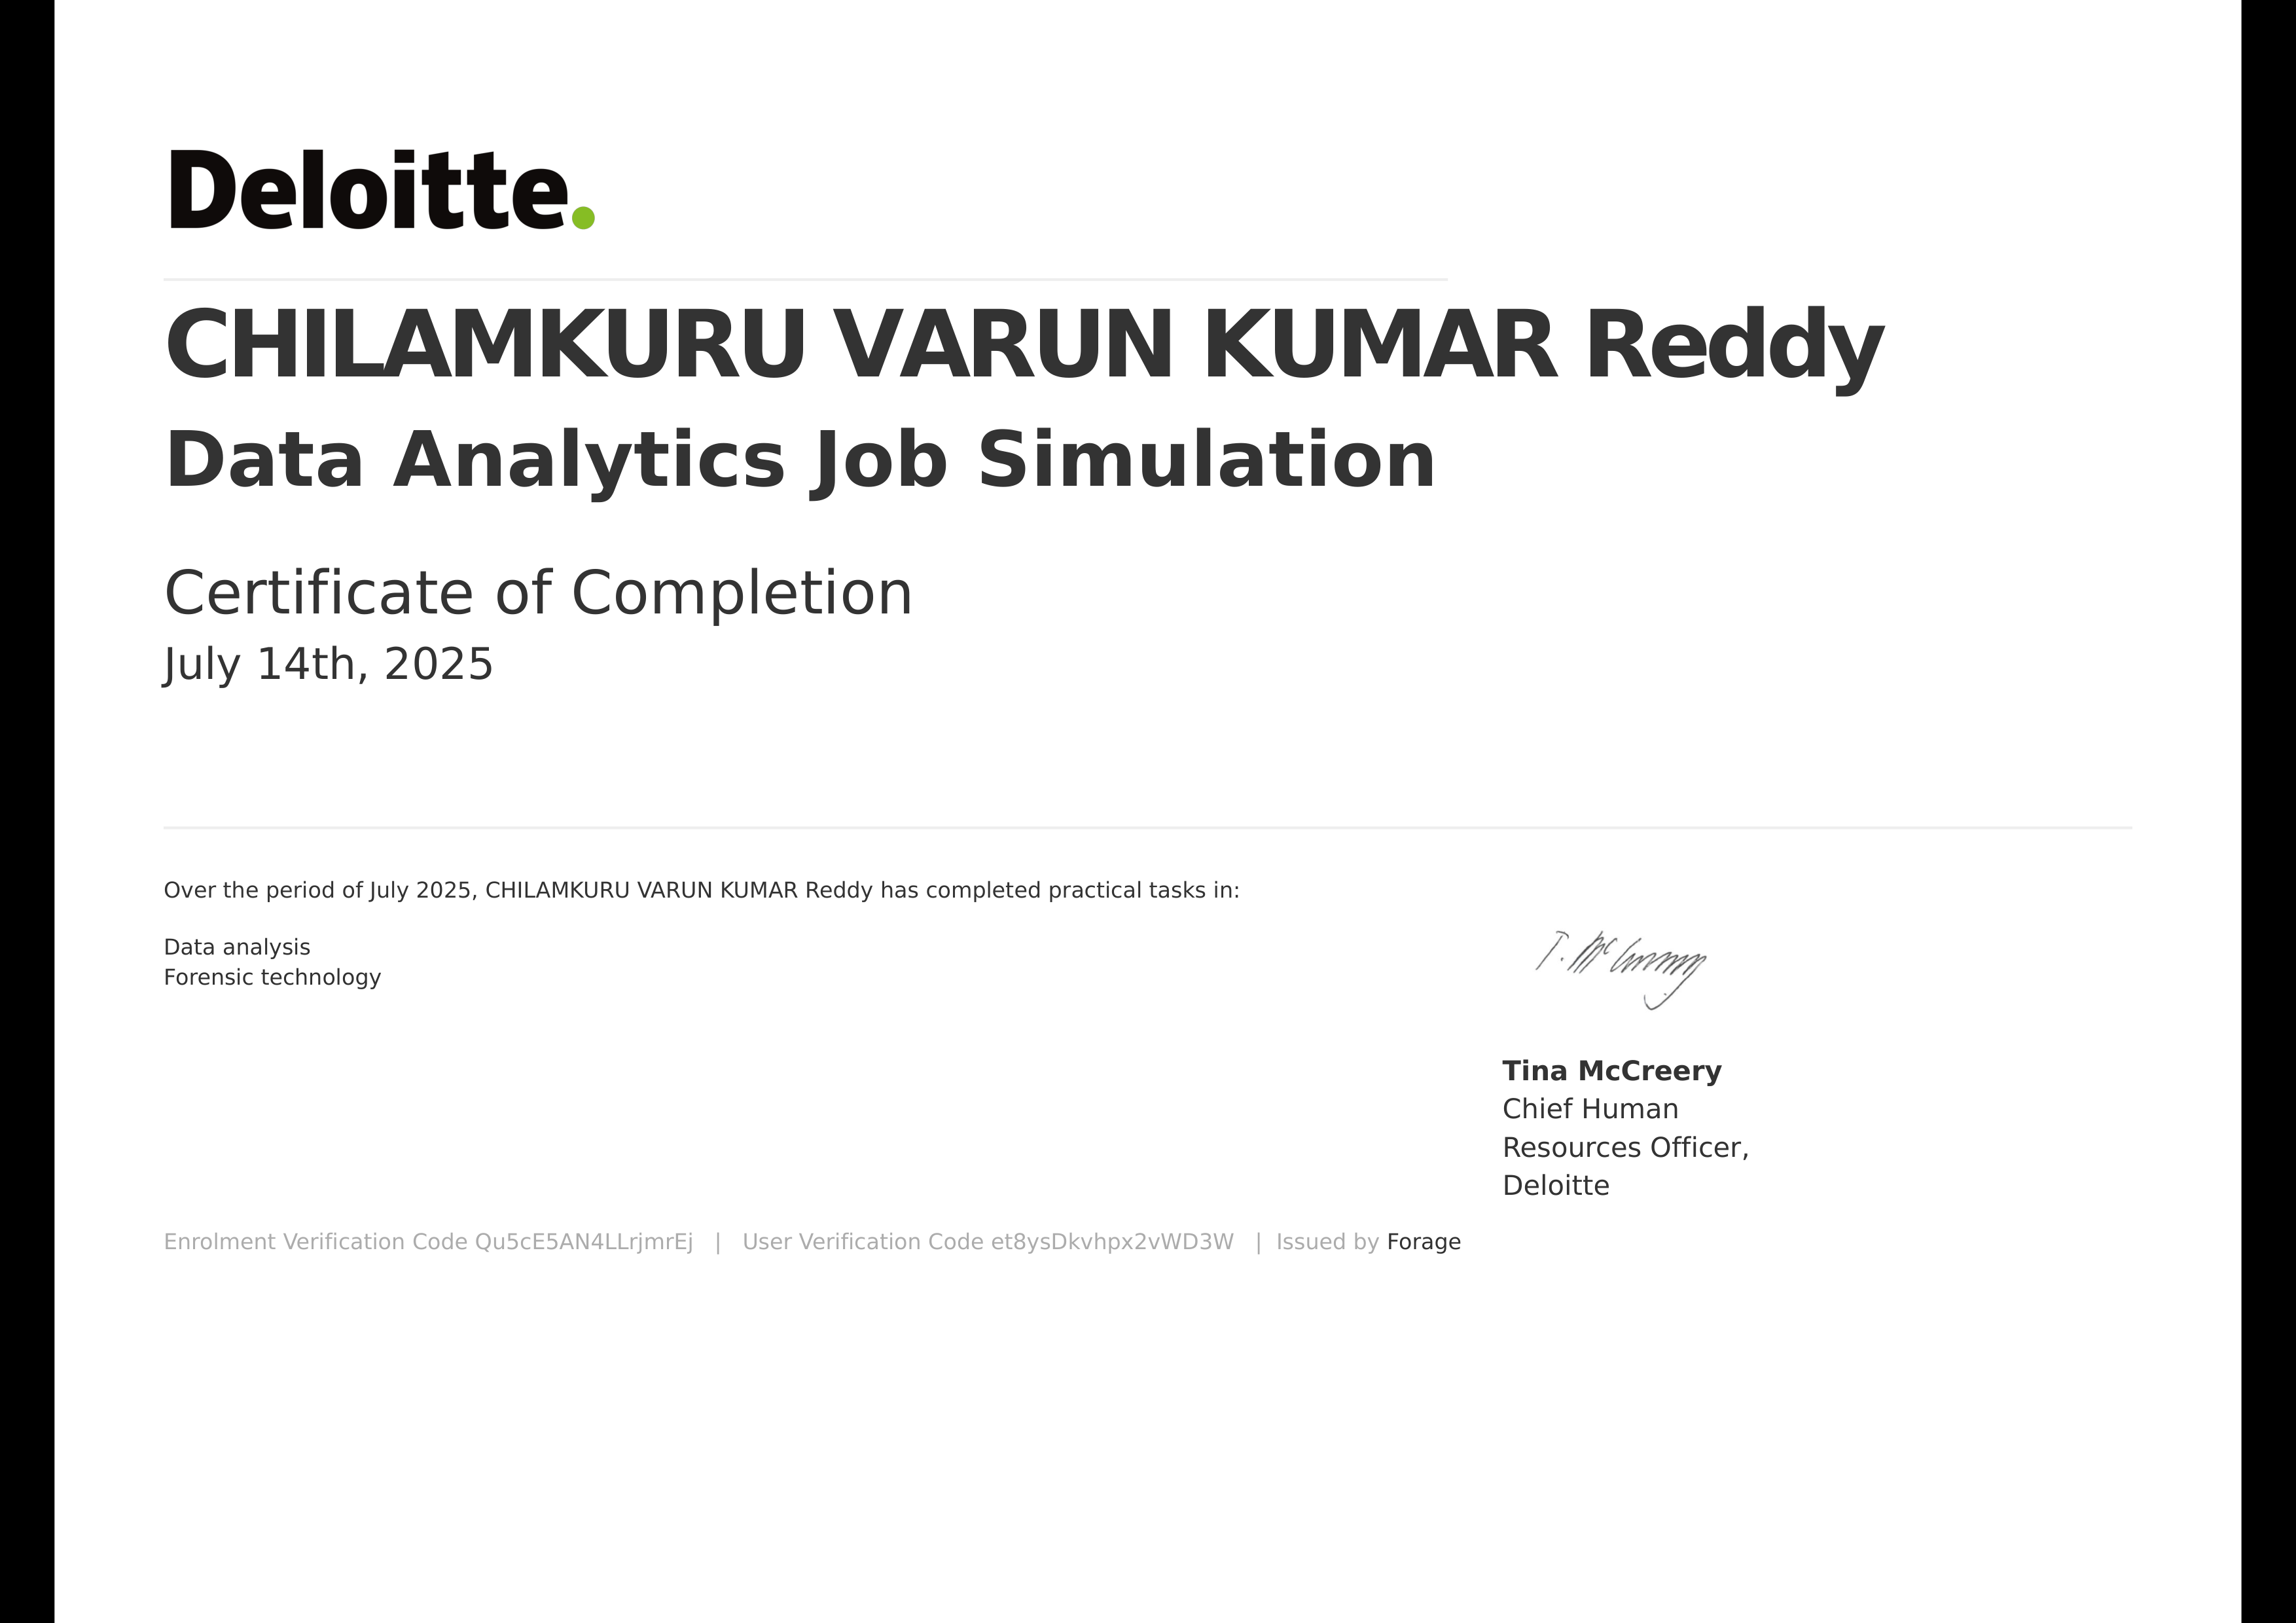 Deloitte.
CHILAMKURU VARUN KUMAR Reddy
Data Analytics Job Simulation
Certificate of Completion
July 14th, 2025
Over the period of July 2025, CHILAMKURU VARUN KUMAR Reddy has completed practical tasks in:
Data analysis
Forensic technology
Tina McCreery
Chief Human
Resources Officer,
Deloitte
Enrolment Verification Code Qu5cE5AN4LLrjmrEj | User Verification Code et8ysDkvhpx2vWD3W | Issued by Forage